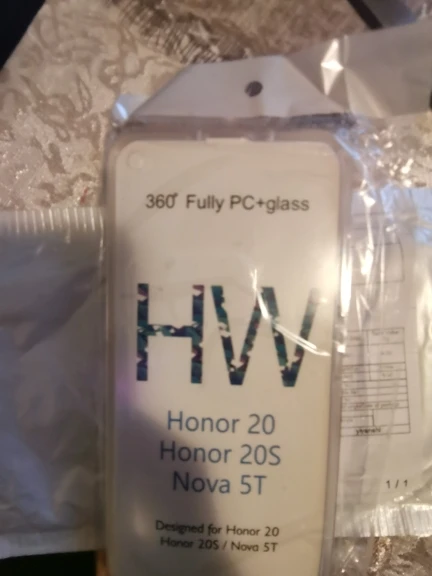 360° Fully PC+glass
HW
Honor 20
Honor 20S
Nova 5T
Designed for Honor 20
Honor 20S / Nova 5T
1 / 1